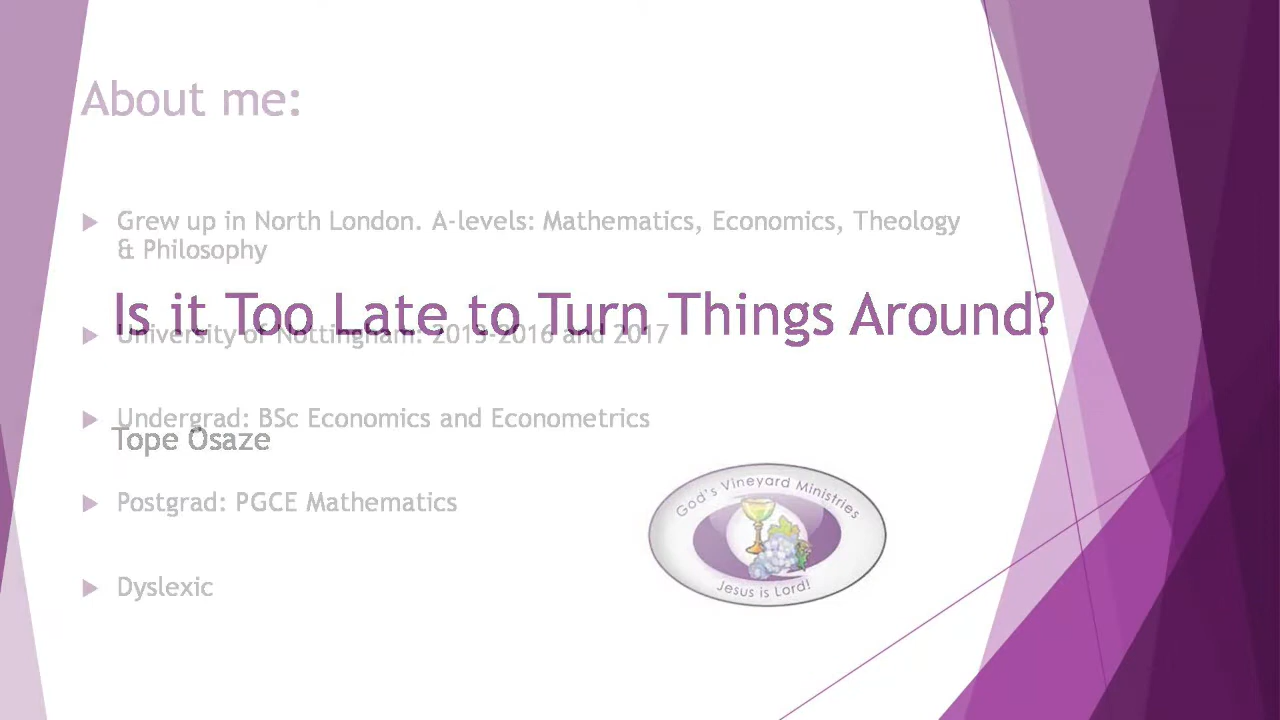 About me:
Grew up in North London. A-levels: Mathematics, Economics, Theology
& Philosophy
Is it Too Late to Turn Things Around?
University of Nottingham: 2013-2016 and 2017
Undergrad: BSc Economics and Econometrics
Tope Osaze
Postgrad: PGCE Mathematics
God's Vineyard Ministries
Jesus is Lord!
Dyslexic